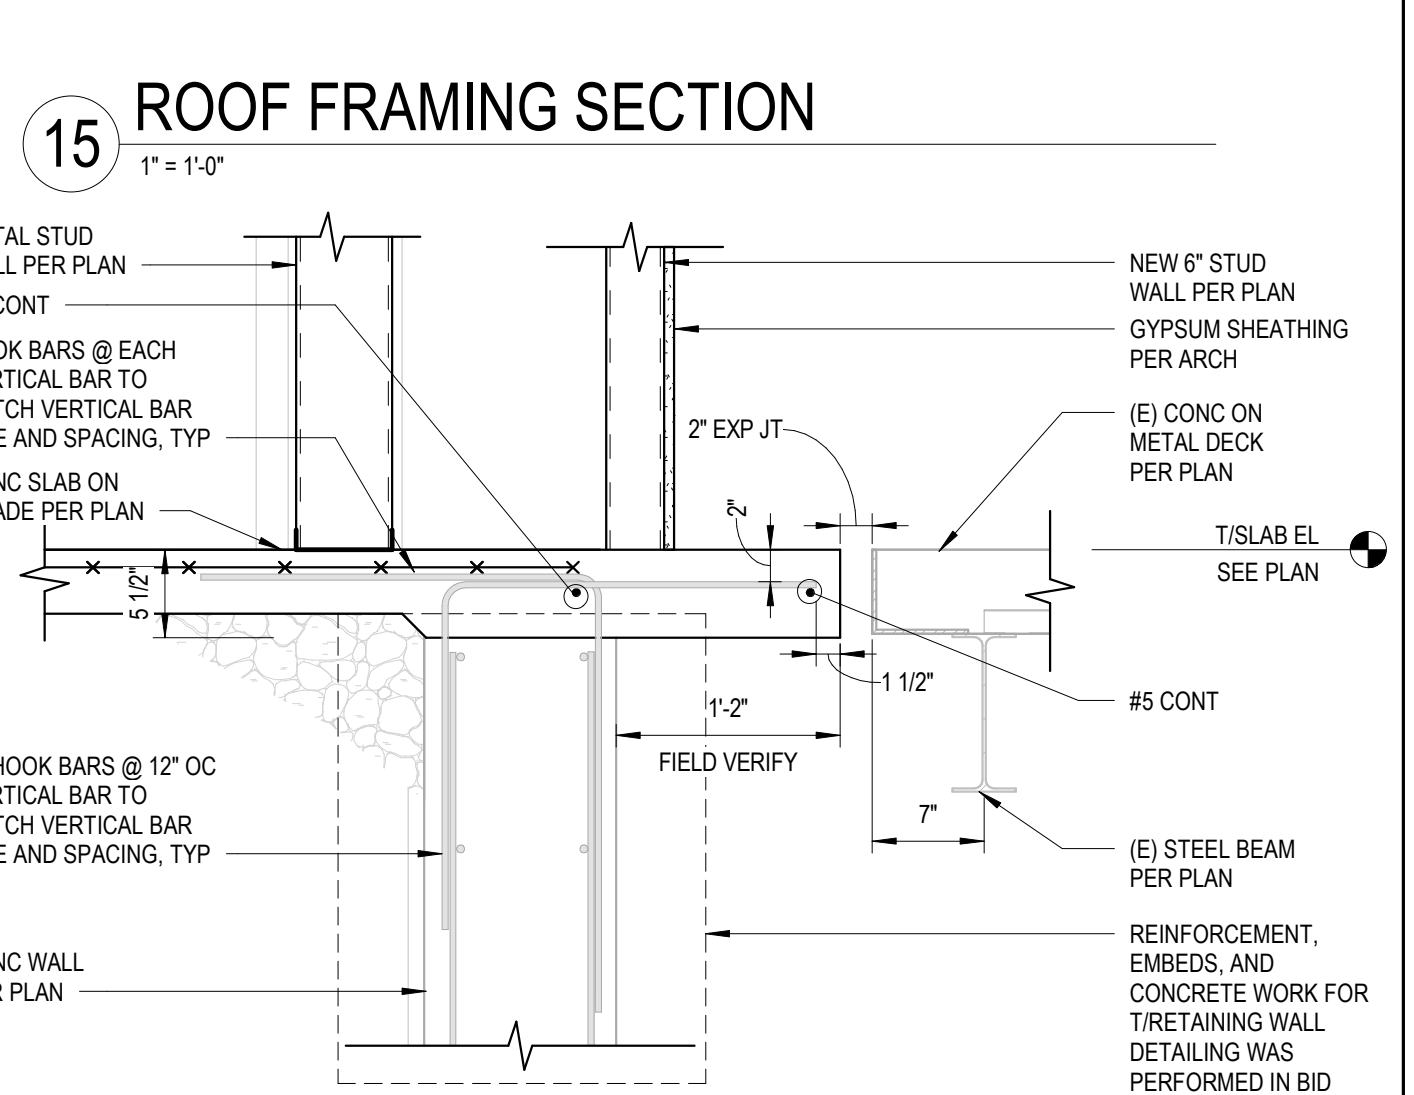 15
ROOF FRAMING SECTION
1" = 1'-0"
TAL STUD
LL PER PLAN
CONT
OK BARS @ EACH
RTICAL BAR TO
TCH VERTICAL BAR
E AND SPACING, TYP
NC SLAB ON
ADE PER PLAN
5 1/2"
HOOK BARS @ 12" OC
RTICAL BAR TO
TCH VERTICAL BAR
E AND SPACING, TYP
NC WALL
R PLAN
2" EXP JT
2"
1 1/2"
1'-2"
FIELD VERIFY
7"
NEW 6" STUD
WALL PER PLAN
GYPSUM SHEATHING
PER ARCH
(E) CONC ON
METAL DECK
PER PLAN
T/SLAB EL
SEE PLAN
#5 CONT
(E) STEEL BEAM
PER PLAN
REINFORCEMENT,
EMBEDS, AND
CONCRETE WORK FOR
T/RETAINING WALL
DETAILING WAS
PERFORMED IN BID